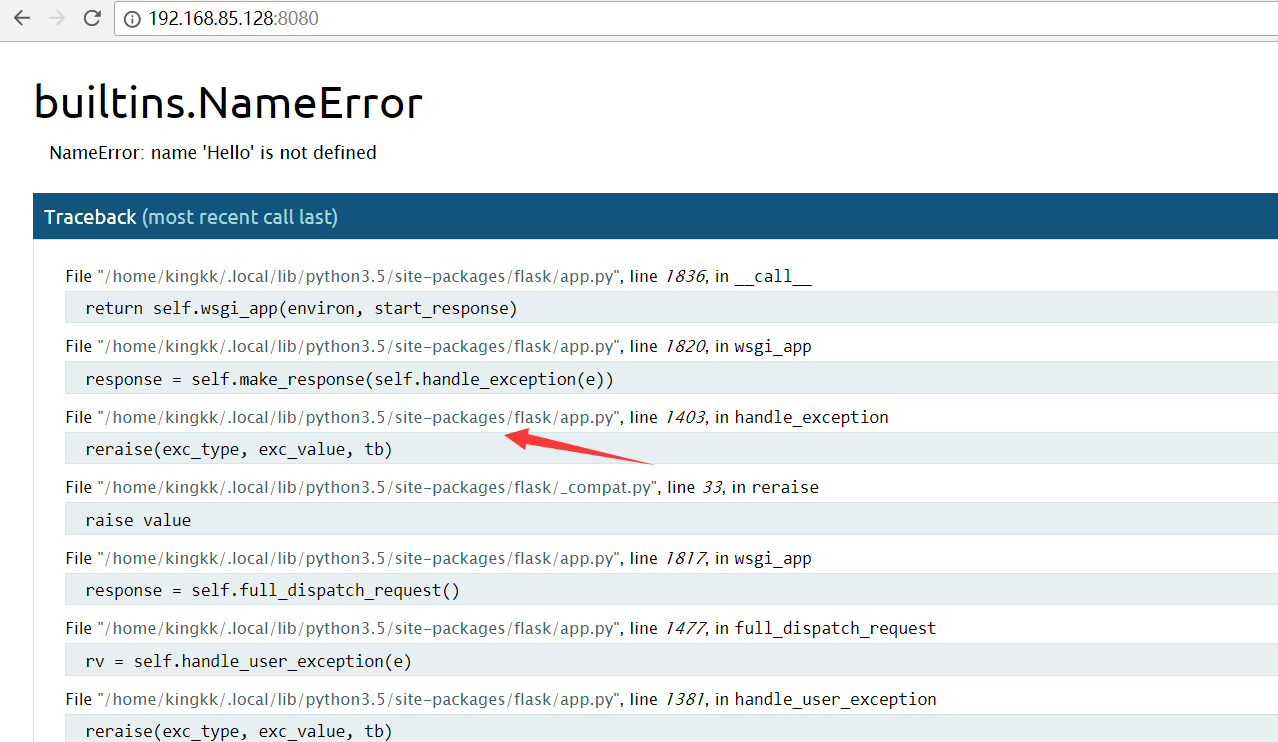 192.168.85.128:8080
builtins.NameError
NameError: name 'Hello' is not defined
Traceback (most recent call last)
File "/home/kingkk/.local/lib/python3.5/site-packages/flask/app.py", line 1836, in __call__
return self.wsgi_app(environ, start_response)
File "/home/kingkk/.local/lib/python3.5/site-packages/flask/app.py", line 1820, in wsgi_app
response = self.make_response(self.handle_exception(e))
File "/home/kingkk/.local/lib/python3.5/site-packages/flask/app.py", line 1403, in handle_exception
reraise(exc_type, exc_value, tb)
File "/home/kingkk/.local/lib/python3.5/site-packages/flask/_compat.py", line 33, in reraise
raise value
File "/home/kingkk/.local/lib/python3.5/site-packages/flask/app.py", line 1817, in wsgi_app
response = self.full_dispatch_request()
File "/home/kingkk/.local/lib/python3.5/site-packages/flask/app.py", line 1477, in full_dispatch_request
rv = self.handle_user_exception(e)
File "/home/kingkk/.local/lib/python3.5/site-packages/flask/app.py", line 1381, in handle_user_exception
reraise(exc_type, exc_value, tb)